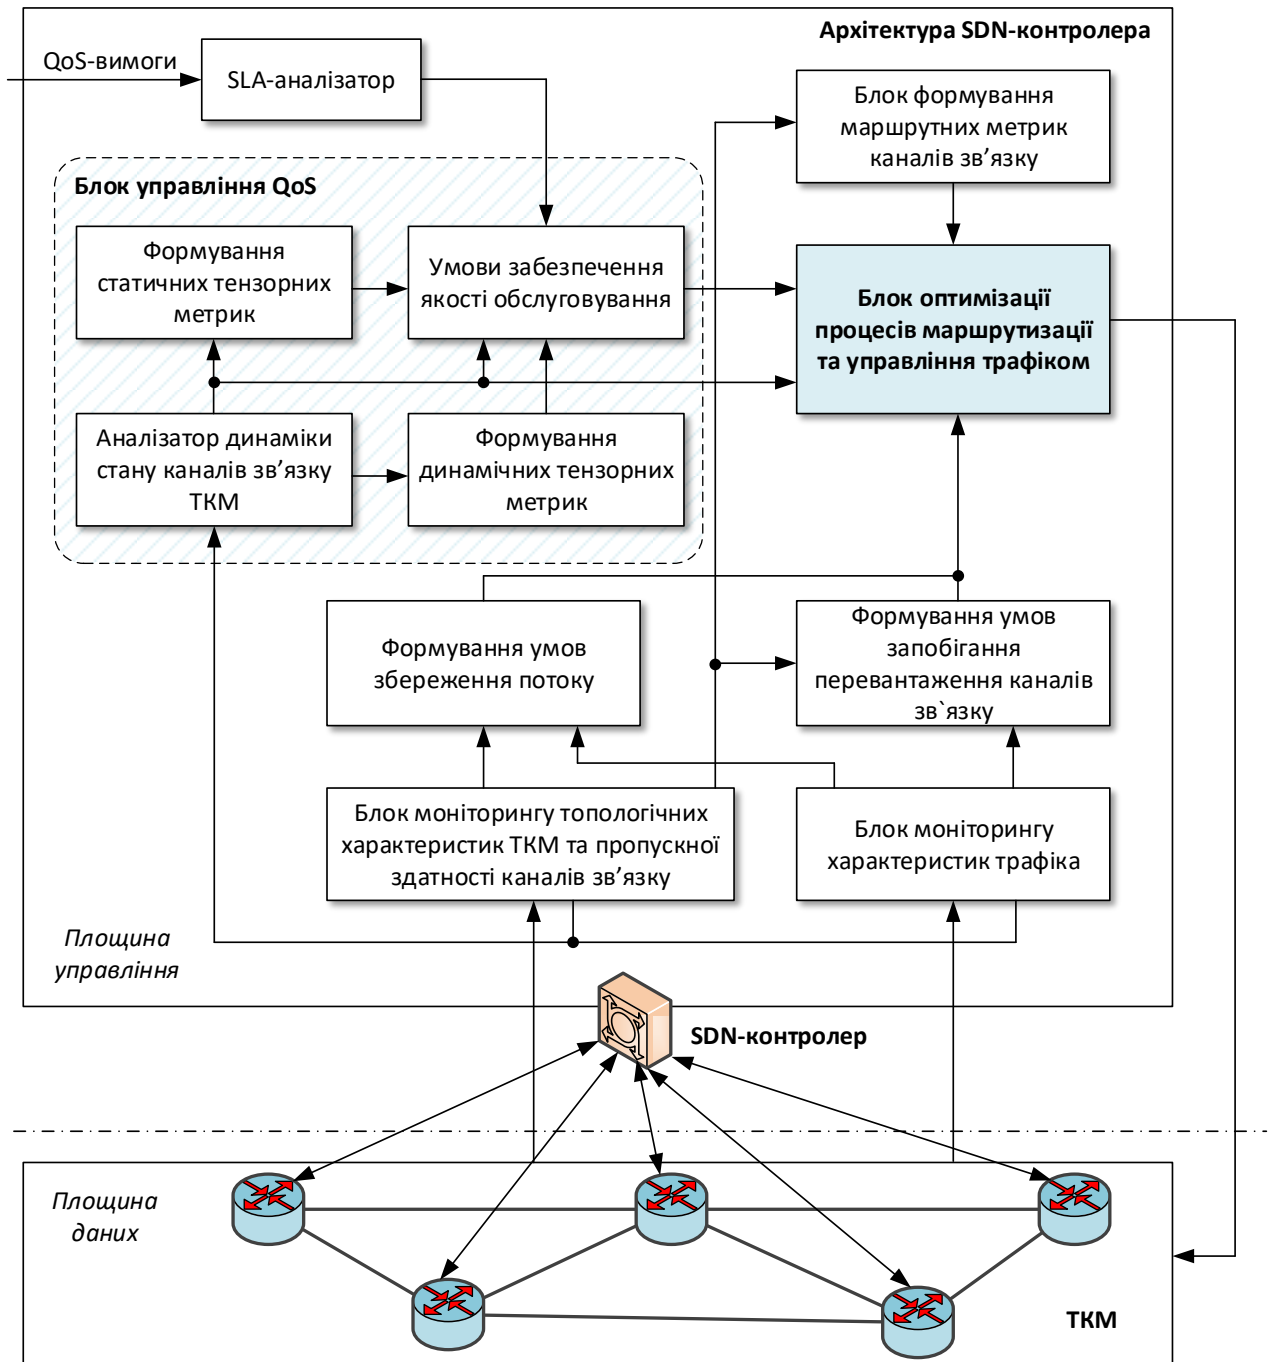 Архітектура SDN-контролера
QoS-вимоги
SLA-аналізатор
Блок формування
маршрутних метрик
каналів зв’язку
Блок управління QoS
Формування
статичних тензорних
метрик
Умови забезпечення
якості обслуговування
Блок оптимізації
процесів маршрутизації
та управління трафіком
Аналізатор динаміки
стану каналів зв’язку
ТКМ
Формування
динамічних тензорних
метрик
Формування умов
збереження потоку
Формування умов
запобігання
перевантаження каналів
зв`язку
Блок моніторингу топологічних
характеристик ТКМ та пропускної
здатності каналів зв’язку
Блок моніторингу
характеристик трафіка
Площина
управління
SDN-контролер
Площина
даних
ТКМ